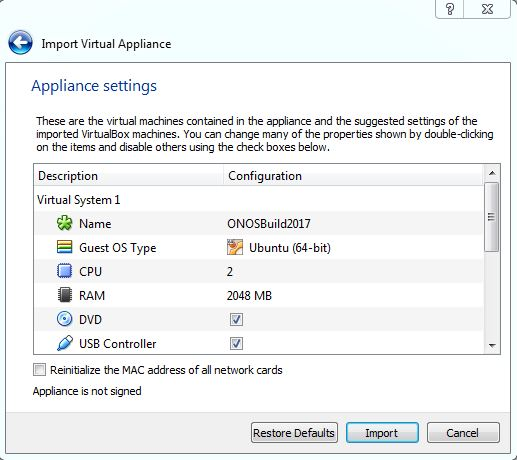 ?
Import Virtual Appliance
Appliance settings
These are the virtual machines contained in the appliance and the suggested settings of the
imported VirtualBox machines. You can change many of the properties shown by double-clicking
on the items and disable others using the check boxes below.
Description Configuration
Virtual System 1
Name ONOSBuild2017
Guest OS Type Ubuntu (64-bit)
CPU 2
RAM 2048 MB
DVD
USB Controller
Reinitialize the MAC address of all network cards
Appliance is not signed
Restore Defaults Import Cancel